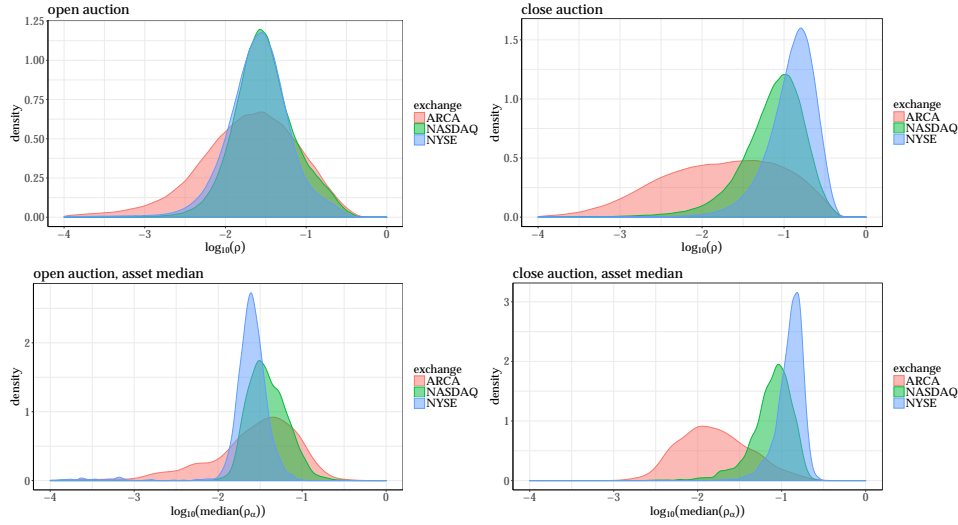 open auction
1.25
1.00
0.75
0.50
0.25
0.00
density
-4 -3 -2 -1 0
log10(ρ)
exchange
ARCA
NASDAQ
NYSE
close auction
1.5
1.0
0.5
0.0
density
-4 -3 -2 -1 0
log10(ρ)
exchange
ARCA
NASDAQ
NYSE
open auction, asset median
2
1
0
density
-4 -3 -2 -1 0
log10(median(ρα))
exchange
ARCA
NASDAQ
NYSE
close auction, asset median
3
2
1
0
density
-4 -3 -2 -1 0
log10(median(ρα))
exchange
ARCA
NASDAQ
NYSE